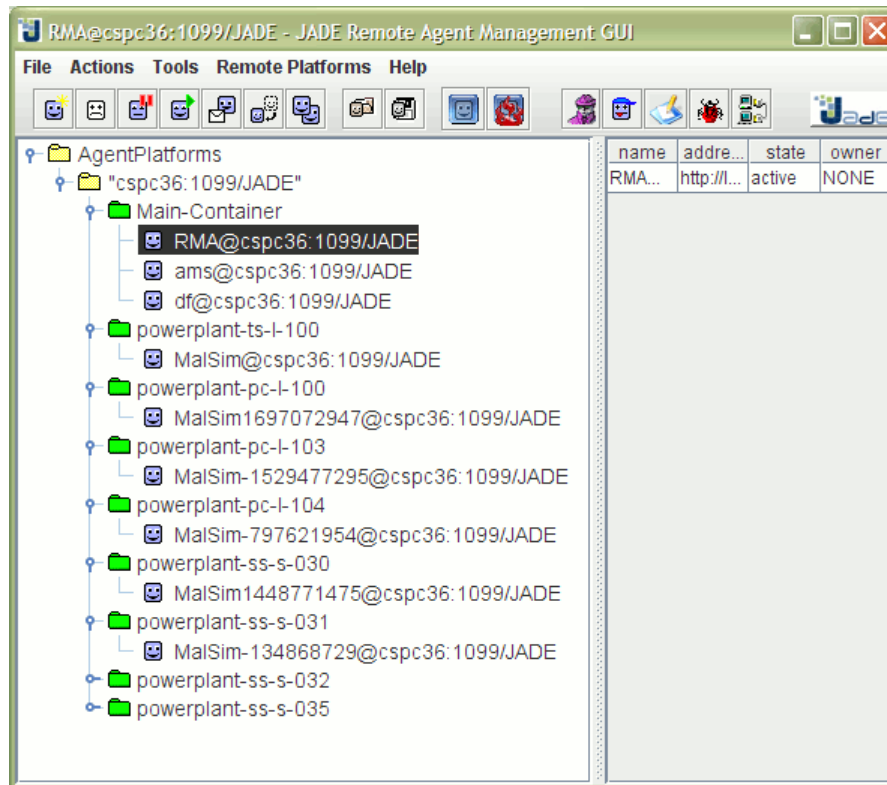 RMA@cspc36:1099/JADE - JADE Remote Agent Management GUI
File Actions Tools Remote Platforms Help
Jade
AgentPlatforms
"cspc36:1099/JADE"
Main-Container
RMA@cspc36:1099/JADE
ams@cspc36:1099/JADE
df@cspc36:1099/JADE
powerplant-ts-l-100
MalSim@cspc36:1099/JADE
powerplant-pc-l-100
MalSim1697072947@cspc36:1099/JADE
powerplant-pc-l-103
MalSim-1529477295@cspc36:1099/JADE
powerplant-pc-l-104
MalSim-797621954@cspc36:1099/JADE
powerplant-ss-s-030
MalSim1448771475@cspc36:1099/JADE
powerplant-ss-s-031
MalSim-134868729@cspc36:1099/JADE
powerplant-ss-s-032
powerplant-ss-s-035
name addre... state owner
RMA... http://l... active NONE